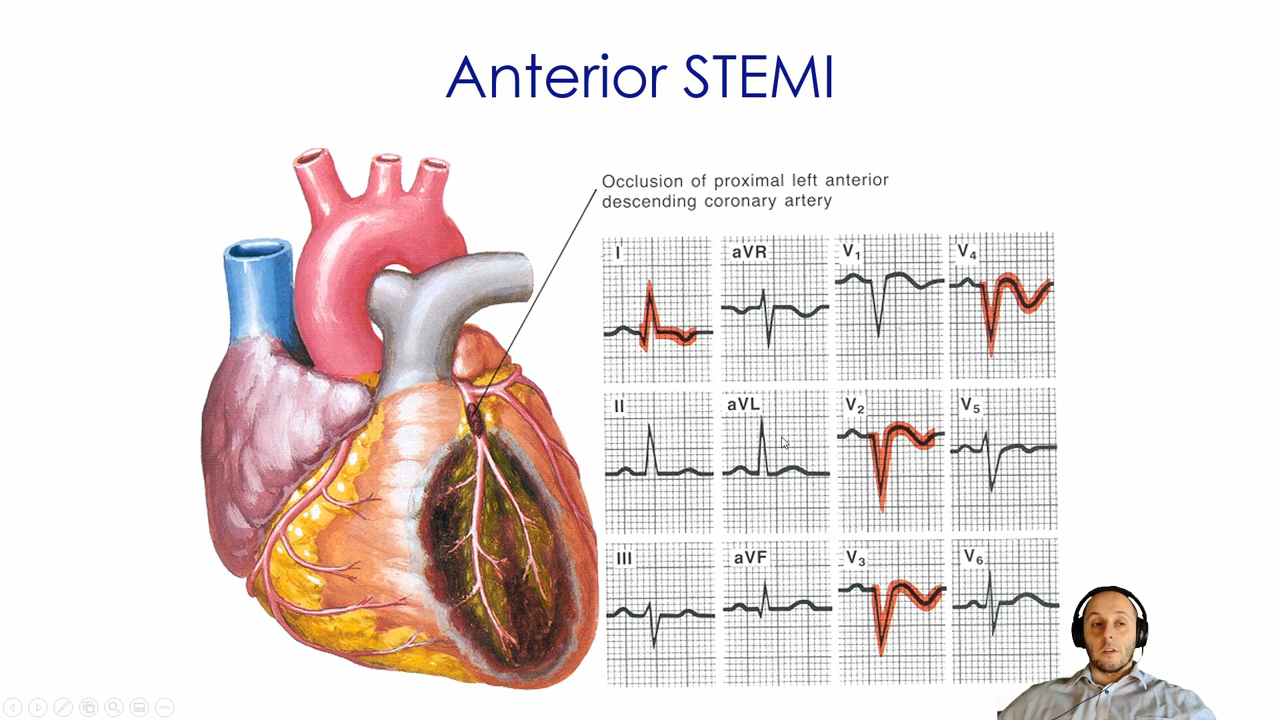 Anterior STEMI
Occlusion of proximal left anterior
descending coronary artery
I
aVR
V1
V4
II
aVL
V2
V5
III
aVF
V3
V6